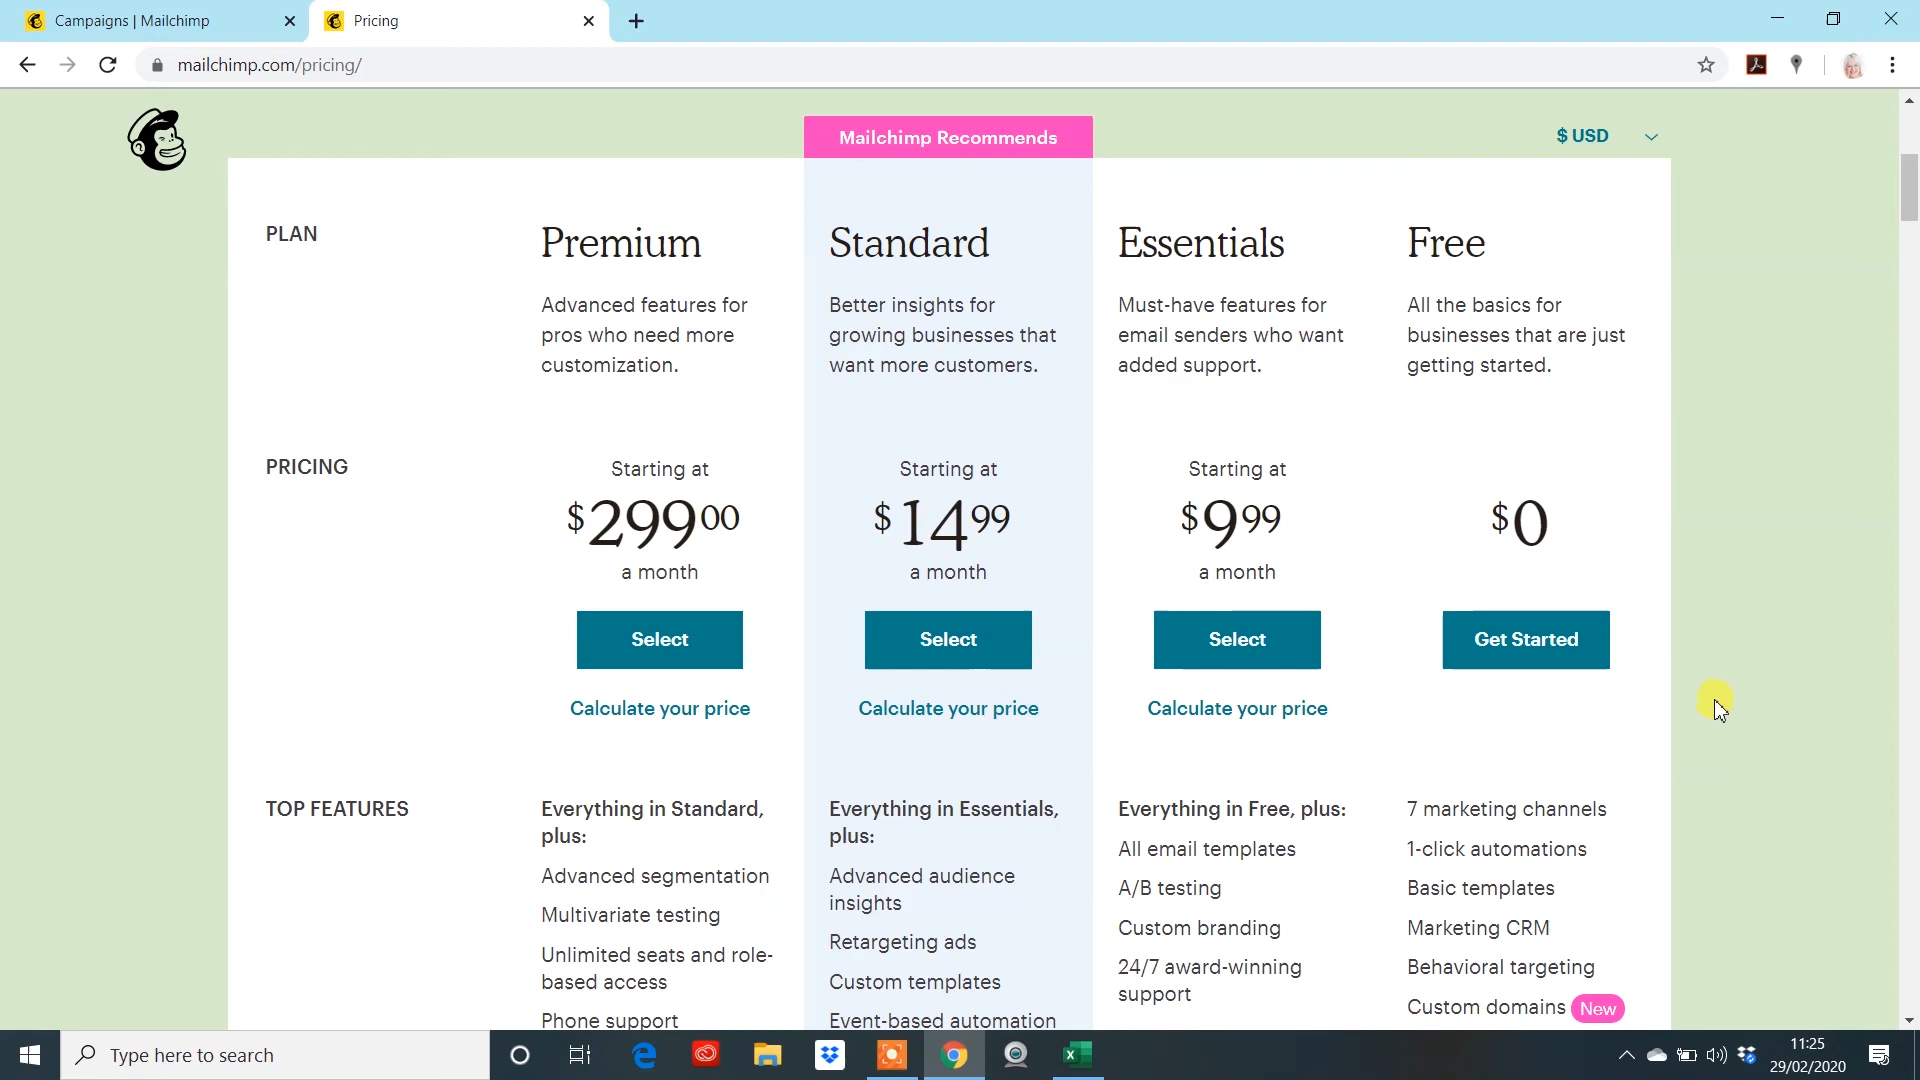 Campaigns | Mailchimp
Pricing
mailchimp.com/pricing/
Mailchimp Recommends
$ USD
PLAN
Premium
Standard
Essentials
Free
Advanced features for
pros who need more
customization.
Better insights for
growing businesses that
want more customers.
Must-have features for
email senders who want
added support.
All the basics for
businesses that are just
getting started.
PRICING
Starting at
$29900
a month
Select
Calculate your price
Starting at
$1499
a month
Select
Calculate your price
Starting at
$999
a month
Select
Calculate your price
$0
Get Started
TOP FEATURES
Everything in Standard,
plus:
Advanced segmentation
Multivariate testing
Unlimited seats and role-
based access
Phone support
Everything in Essentials,
plus:
Advanced audience
insights
Retargeting ads
Custom templates
Event-based automation
Everything in Free, plus:
All email templates
A/B testing
Custom branding
24/7 award-winning
support
7 marketing channels
1-click automations
Basic templates
Marketing CRM
Behavioral targeting
Custom domains New
Type here to search
11:25
29/02/2020